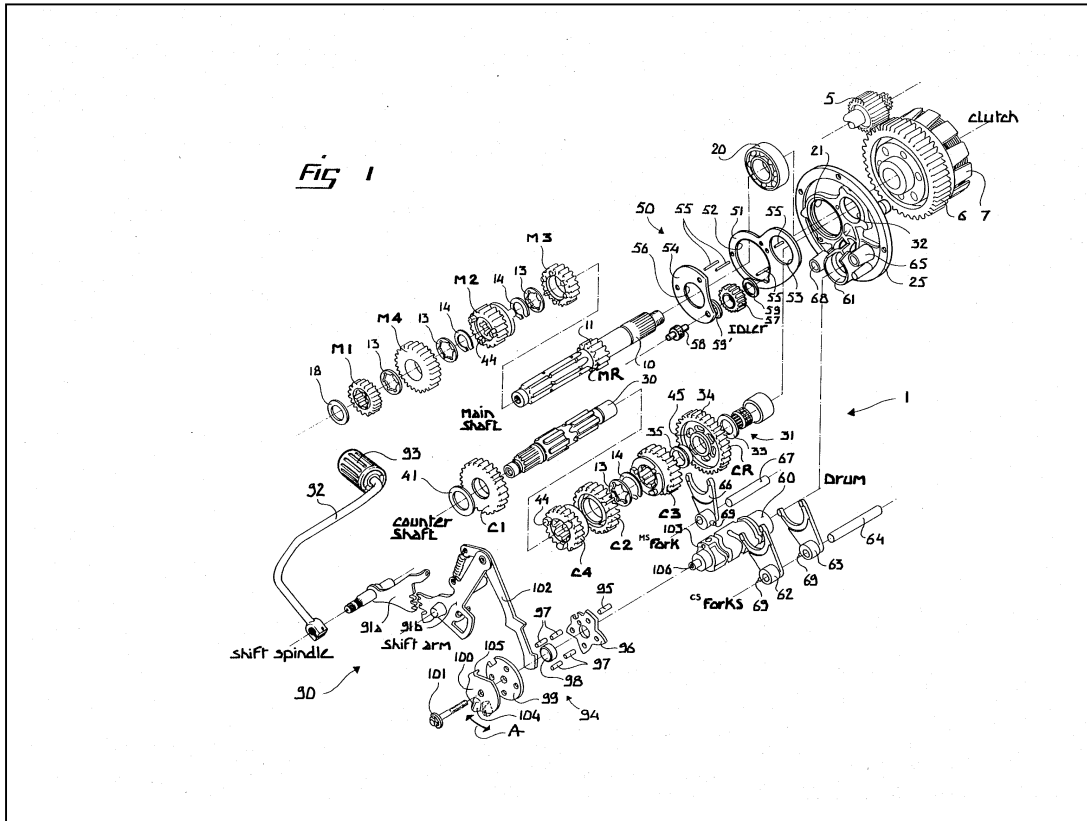 Fig 1
5
Clutch
20
21
50
55
52
51
55
56
54
6
7
32
65
25
61
68
53
55
59
57
59'
IDLER
58
M3
13
14
M2
13
14
44
M4
13
M1
18
11
10
MR
Main
shaft
30
1
45
34
35
31
33
CR
67
14
13
C3
66
60
DRUM
41
C1
counter
shaft
44
C2
C4
69
MS Fork
103
106
64
63
69
62
69
CS Forks
93
92
102
95
97
96
91a
91b
shift arm
shift spindle
90
105
100
101
98
97
99
94
104
A